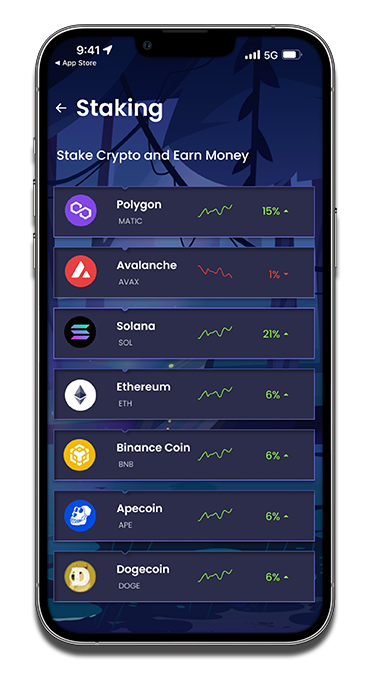 9:41
5G
App Store
Staking
Stake Crypto and Earn Money
Polygon
MATIC
15%
Avalanche
AVAX
1%
Solana
SOL
21%
Ethereum
ETH
6%
Binance Coin
BNB
6%
Apecoin
APE
6%
Dogecoin
DOGE
6%